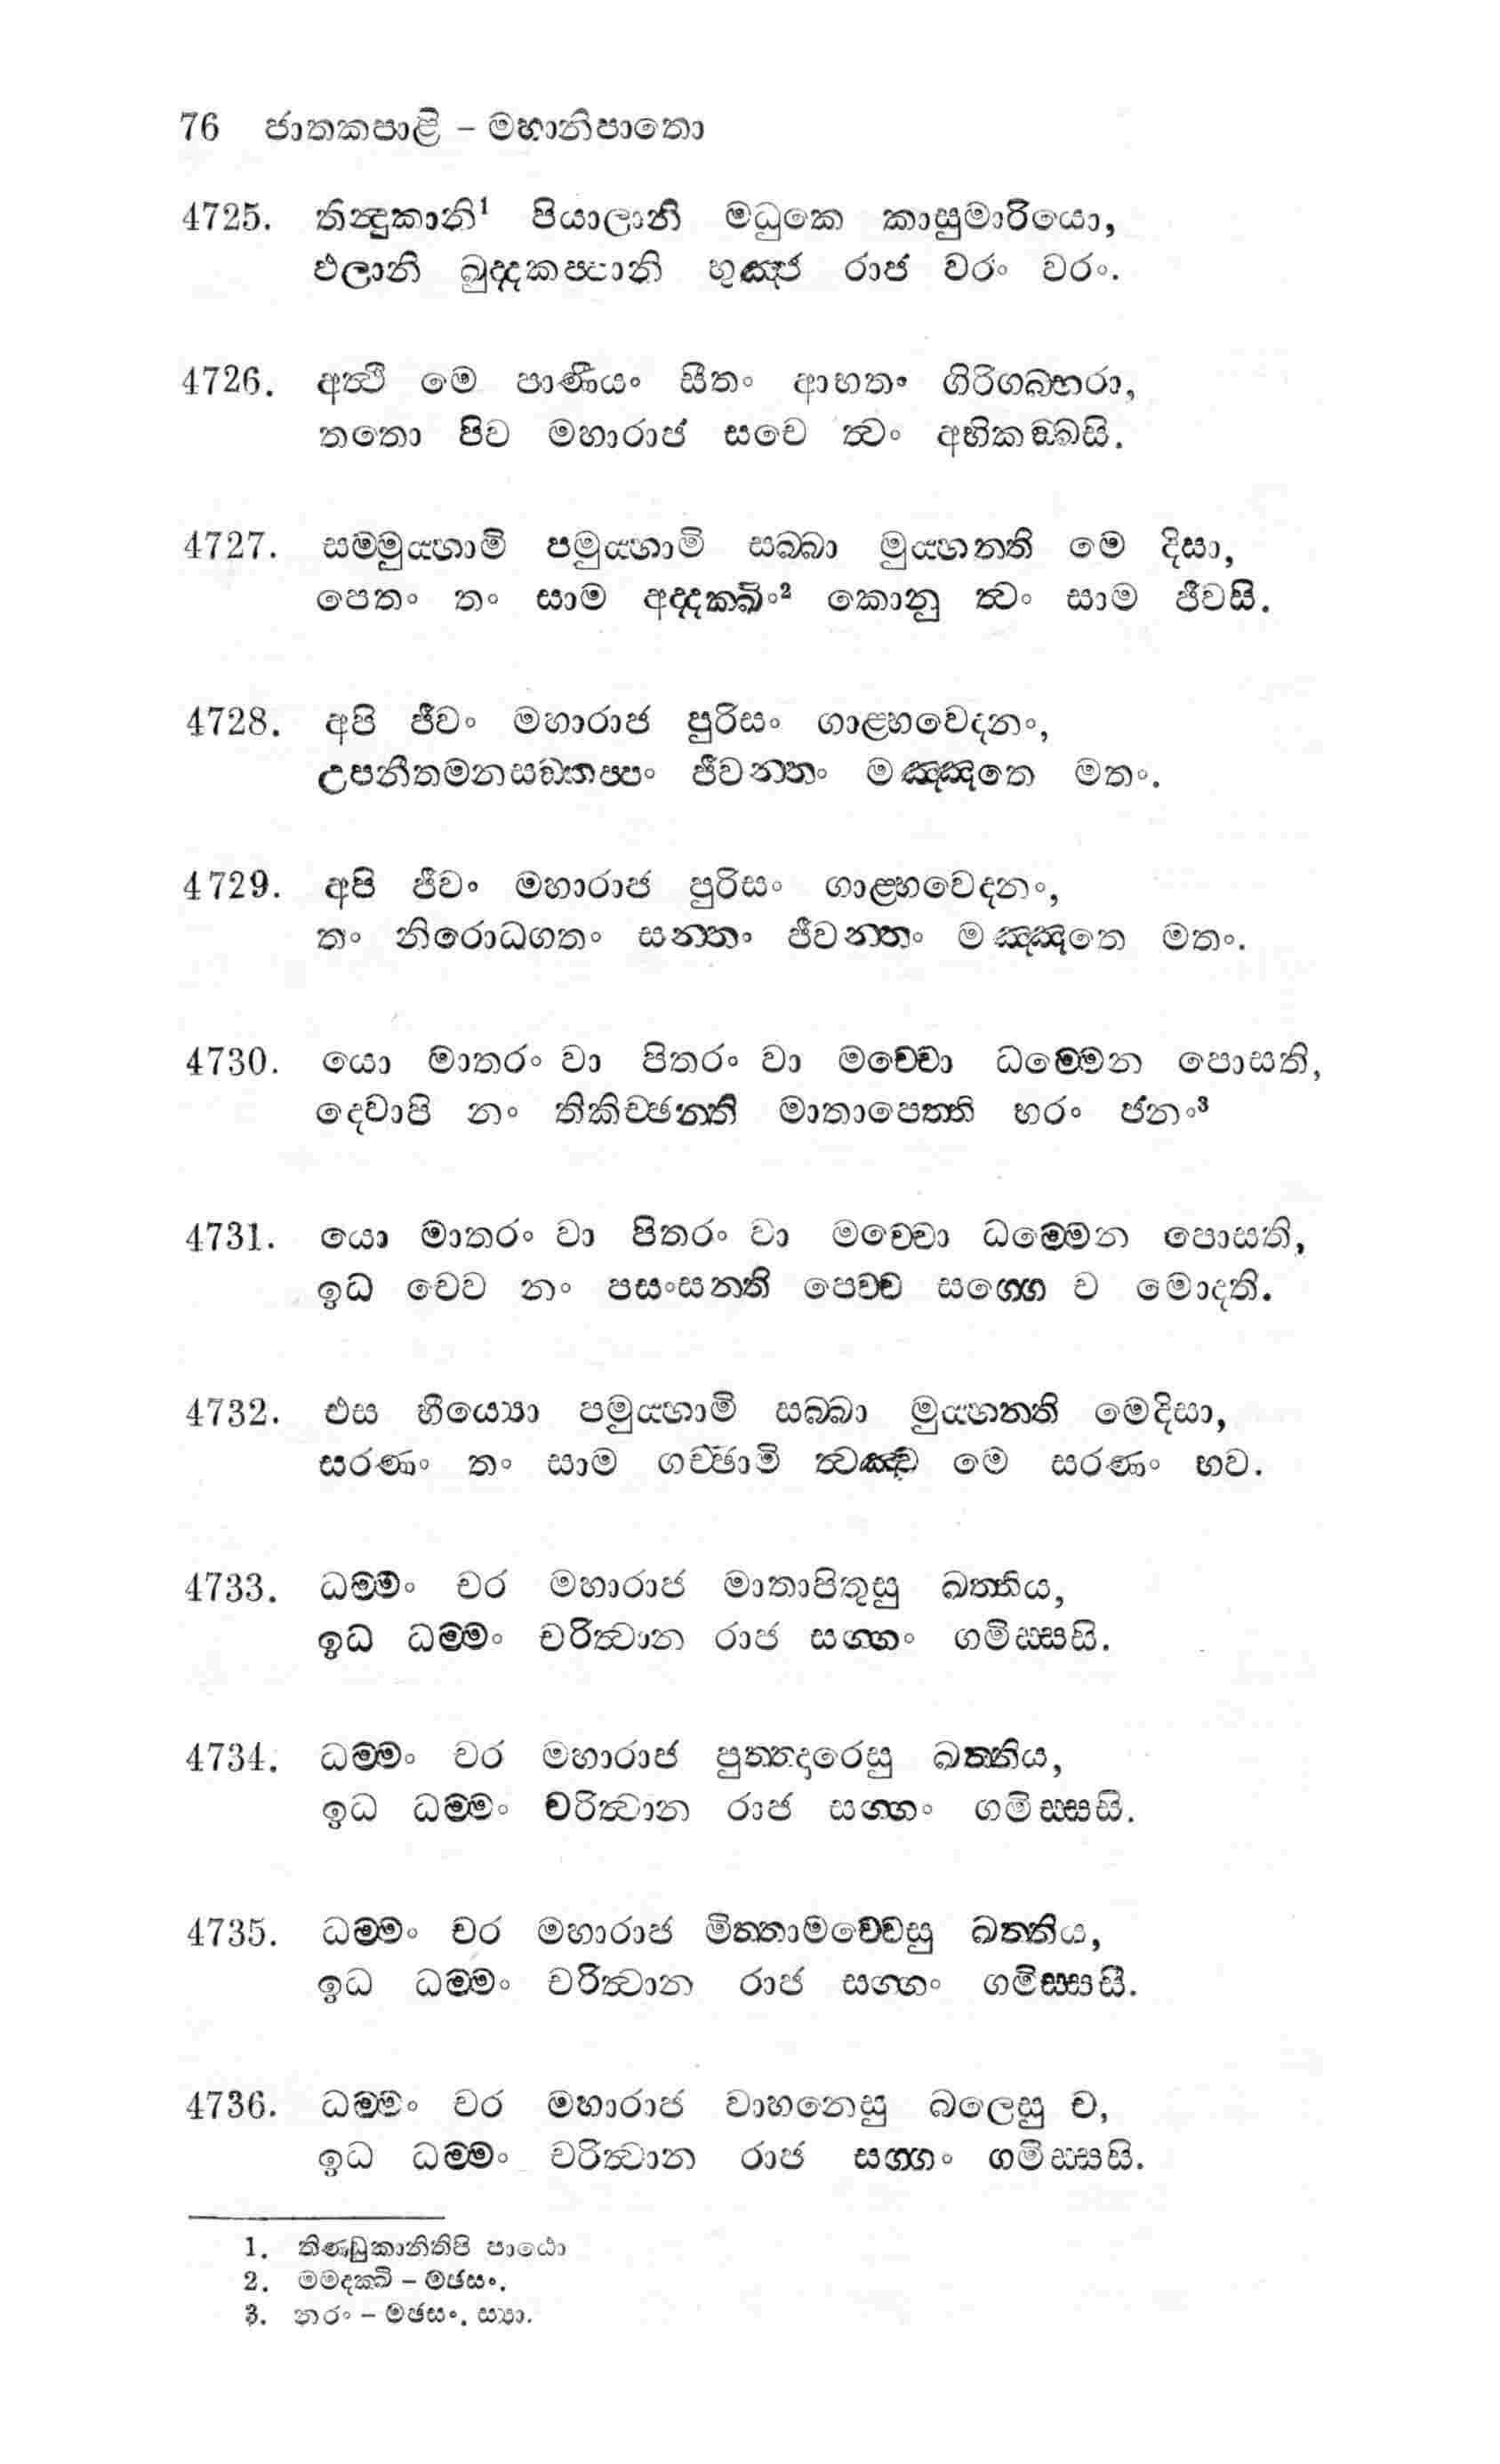 76 ජාතකපාළි – මහානිපාතො
4725. තින්‍දුකානි¹ පියාලානි මධුකෙ කාසුමාරියො,
ඵලානි ඛුද්දකප්පානි භුඤ්ජ රාජ වරං වරං.
4726. අත්ථි මෙ පාණීයං සීතං ආභතං ගිරිගබ්භරා,
තතො පිව මහාරාජ සචෙ ත්‍වං අභිකඞ්ඛසි.
4727. සම්මුය්හාමි පමුය්හාමි සබ්බා මුය්හන්ති මෙ දිසා,
පෙතං තං සාම අද්දක්ඛිං² කොනු ත්‍වං සාම ජීවසි.
4728. අපි ජීවං මහාරාජ පුරිසං ගාළ්හවෙදනං,
උපනීතමනසඞ්කප්පං ජීවන්තං මඤ්ඤතෙ මතං.
4729. අපි ජීවං මහාරාජ පුරිසං ගාළ්හවෙදනං,
තං නිරොධගතං සන්තං ජීවන්තං මඤ්ඤතෙ මතං.
4730. යො මාතරං වා පිතරං වා මච්චො ධම්මෙන පොසති,
දෙවාපි නං තිකිච්ඡන්ති මාතාපෙත්ති භරං ජනං³
4731. යො මාතරං වා පිතරං වා මච්චො ධම්මෙන පොසති,
ඉධ චෙව නං පසංසන්ති පෙච්ච සග්ගෙ ව මොදති.
4732. එස භීය්‍යො පමුය්හාමි සබ්බා මුය්හන්ති මෙදිසා,
සරණං තං සාම ගච්ඡාමි ත්‍වඤ්ච මෙ සරණං භව.
4733. ධම්මං චර මහාරාජ මාතාපිතුසු ඛත්තිය,
ඉධ ධම්මං චරිත්‍වාන රාජ සග්ගං ගමිස්සසි.
4734. ධම්මං චර මහාරාජ පුත්තදාරෙසු ඛත්තිය,
ඉධ ධම්මං චරිත්‍වාන රාජ සග්ගං ගමිස්සසි.
4735. ධම්මං චර මහාරාජ මිත්තාමච්චෙසු ඛත්තිය,
ඉධ ධම්මං චරිත්‍වාන රාජ සග්ගං ගමිස්සසි.
4736. ධම්මං චර මහාරාජ වාහනෙසු බලෙසු ච,
ඉධ ධම්මං චරිත්‍වාන රාජ සග්ගං ගමිස්සසි.
1. තිණ්ඩුකානිතිපි පාඨො
2. මමද්දක්ඛි – මඡසං.
3. නරං – මඡසං, ස්‍යා.